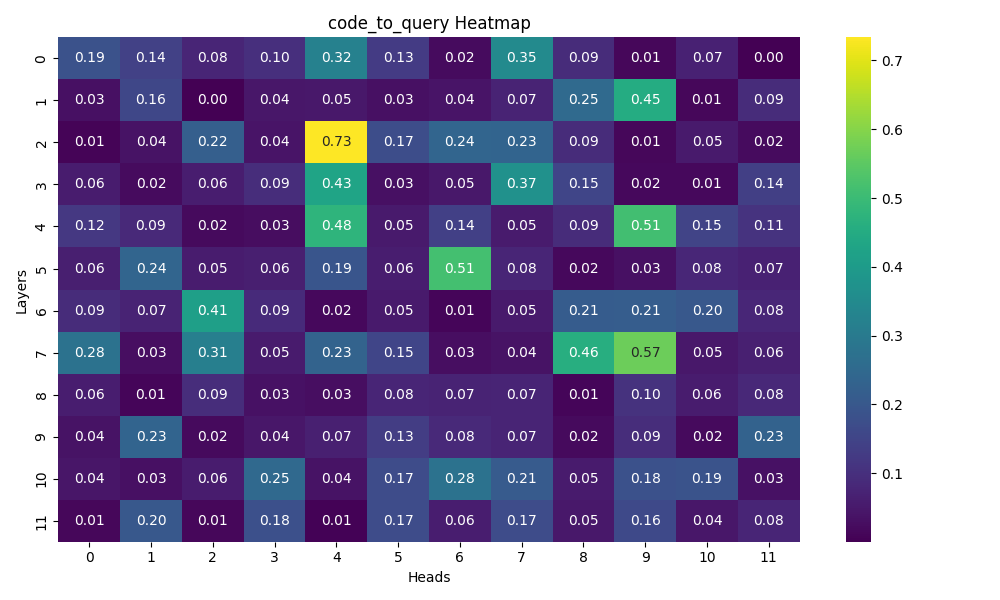 code_to_query Heatmap
0 0.19 0.14 0.08 0.10 0.32 0.13 0.02 0.35 0.09 0.01 0.07 0.00
1 0.03 0.16 0.00 0.04 0.05 0.03 0.04 0.07 0.25 0.45 0.01 0.09
2 0.01 0.04 0.22 0.04 0.73 0.17 0.24 0.23 0.09 0.01 0.05 0.02
3 0.06 0.02 0.06 0.09 0.43 0.03 0.05 0.37 0.15 0.02 0.01 0.14
4 0.12 0.09 0.02 0.03 0.48 0.05 0.14 0.05 0.09 0.51 0.15 0.11
5 0.06 0.24 0.05 0.06 0.19 0.06 0.51 0.08 0.02 0.03 0.08 0.07
6 0.09 0.07 0.41 0.09 0.02 0.05 0.01 0.05 0.21 0.21 0.20 0.08
7 0.28 0.03 0.31 0.05 0.23 0.15 0.03 0.04 0.46 0.57 0.05 0.06
8 0.06 0.01 0.09 0.03 0.03 0.08 0.07 0.07 0.01 0.10 0.06 0.08
9 0.04 0.23 0.02 0.04 0.07 0.13 0.08 0.07 0.02 0.09 0.02 0.23
10 0.04 0.03 0.06 0.25 0.04 0.17 0.28 0.21 0.05 0.18 0.19 0.03
11 0.01 0.20 0.01 0.18 0.01 0.17 0.06 0.17 0.05 0.16 0.04 0.08
0 1 2 3 4 5 6 7 8 9 10 11
Heads
Layers
0.7
0.6
0.5
0.4
0.3
0.2
0.1